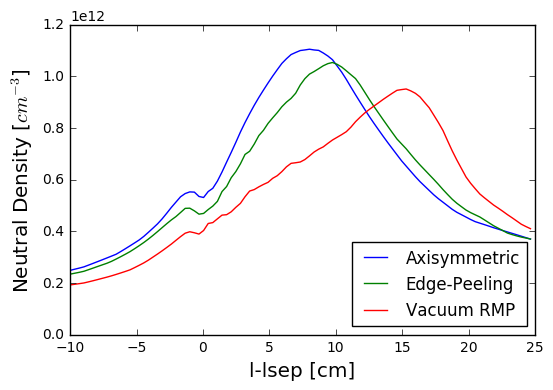 1e12
1.2
1.0
0.8
0.6
0.4
0.2
0.0
Neutral Density [cm⁻³]
−10
−5
0
5
10
15
20
25
l-lsep [cm]
Axisymmetric
Edge-Peeling
Vacuum RMP